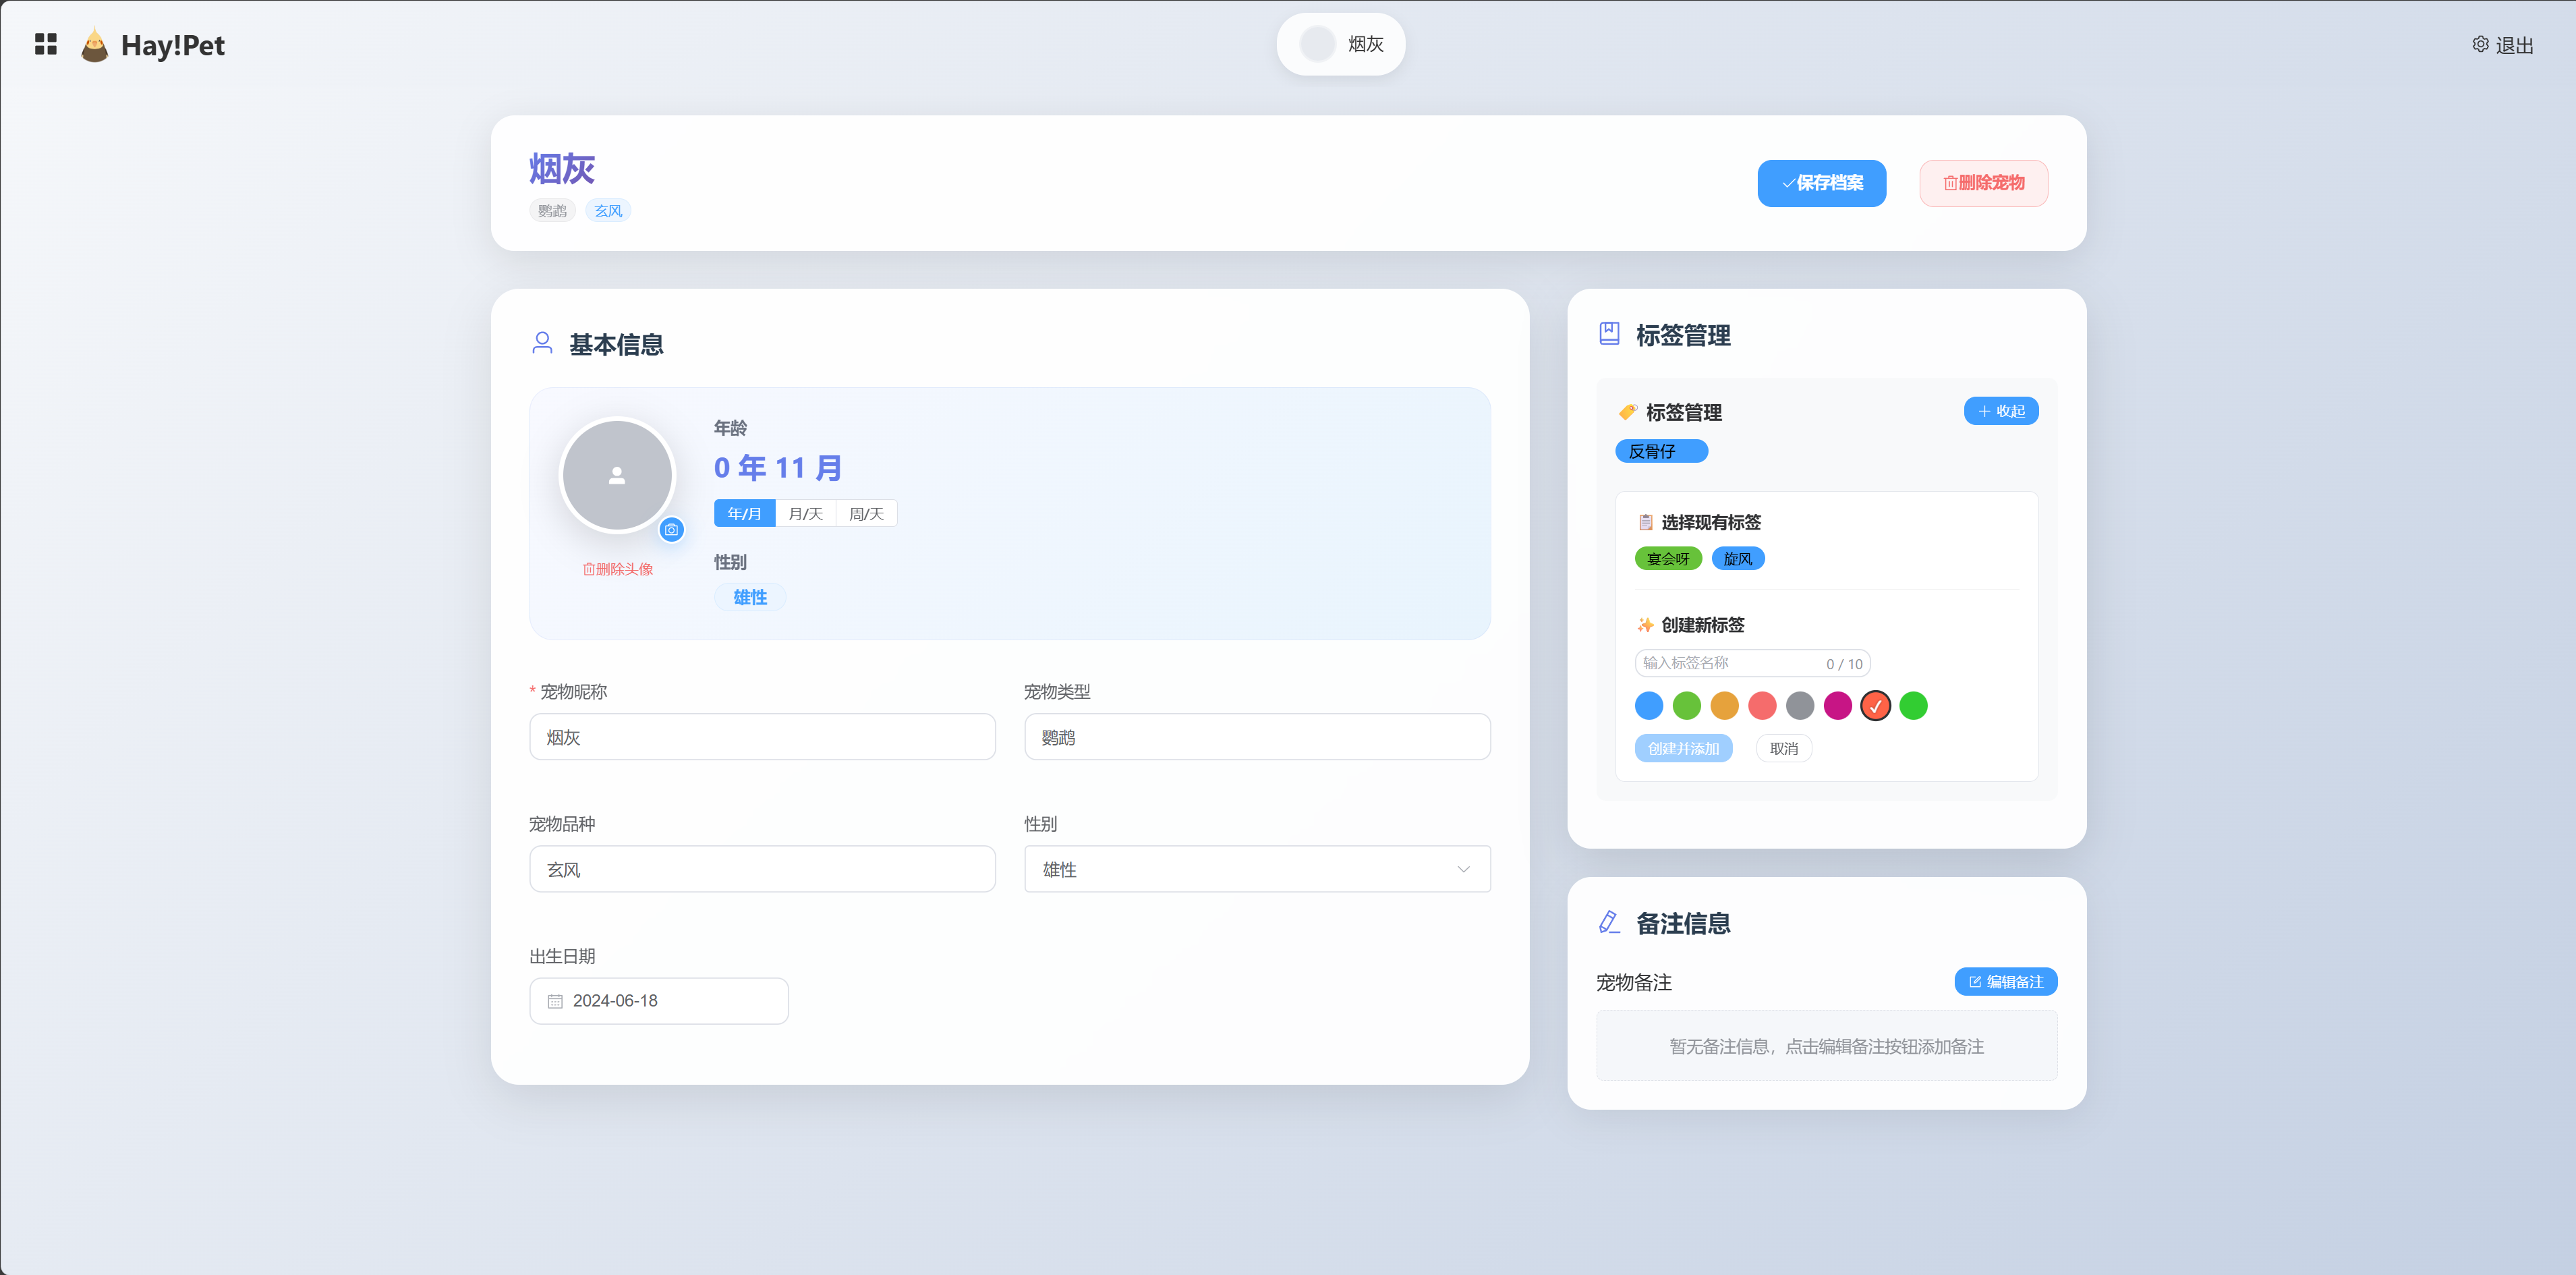 Hay!Pet
烟灰
退出
烟灰
鹦鹉 玄风
保存档案
删除宠物
基本信息
年龄
0 年 11 月
年/月 月/天 周/天
性别
雄性
删除头像
* 宠物昵称
烟灰
宠物类型
鹦鹉
宠物品种
玄风
性别
雄性
出生日期
2024-06-18
标签管理
标签管理
收起
反骨仔
选择现有标签
宴会呀 旋风
创建新标签
输入标签名称 0 / 10
创建并添加 取消
备注信息
宠物备注
编辑备注
暂无备注信息，点击编辑备注按钮添加备注